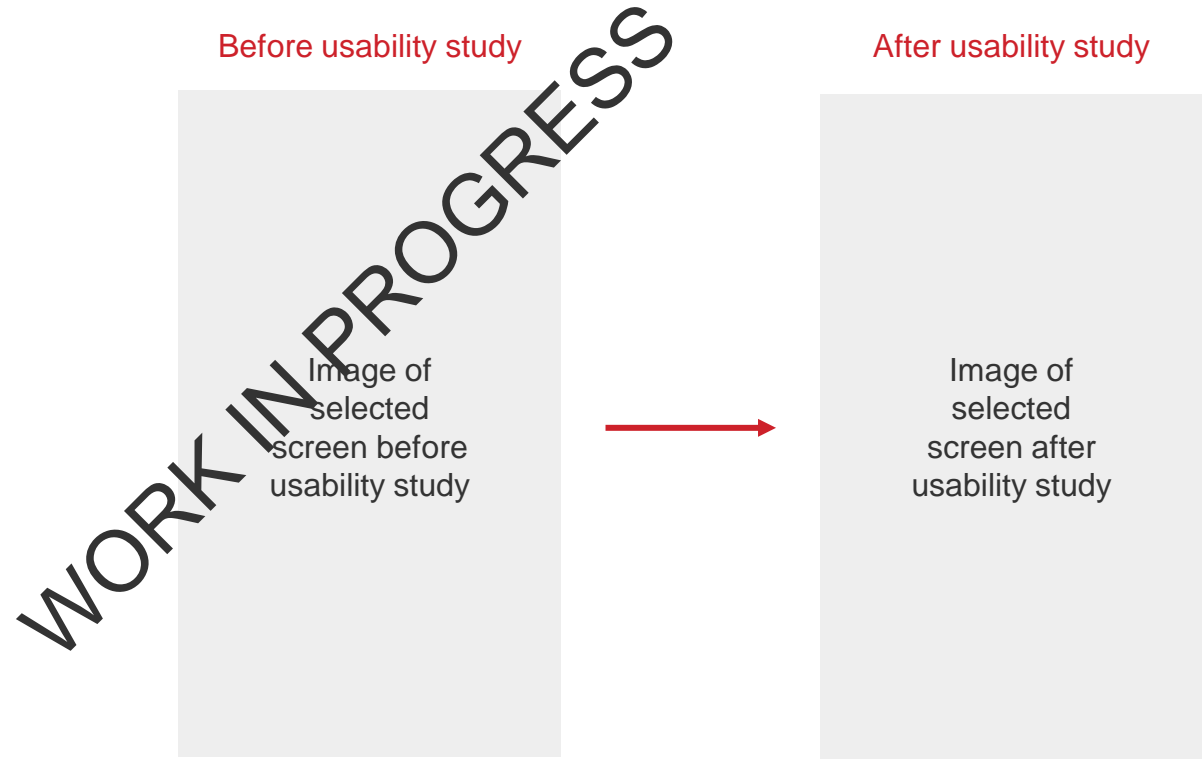 Before usability study
After usability study
WORK IN PROGRESS
Image of
selected
screen before
usability study
Image of
selected
screen after
usability study